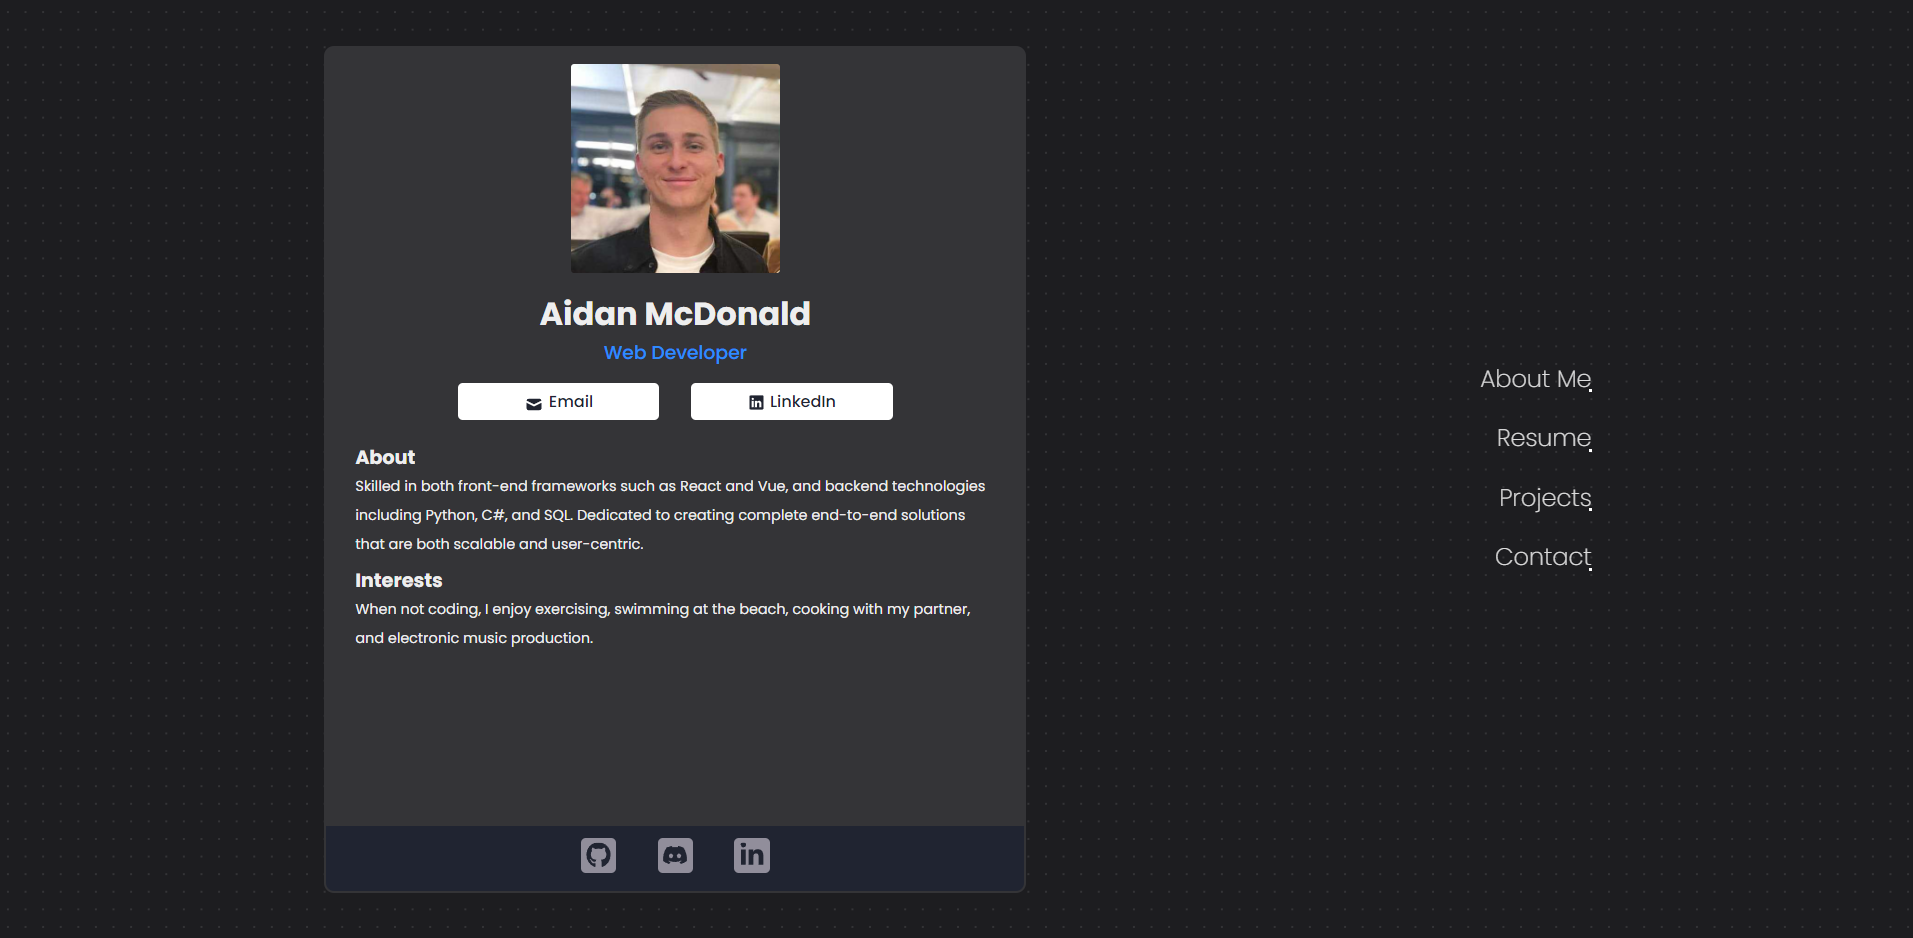 Aidan McDonald
Web Developer
Email
LinkedIn
About
Skilled in both front-end frameworks such as React and Vue, and backend technologies
including Python, C#, and SQL. Dedicated to creating complete end-to-end solutions
that are both scalable and user-centric.
Interests
When not coding, I enjoy exercising, swimming at the beach, cooking with my partner,
and electronic music production.
About Me
Resume
Projects
Contact